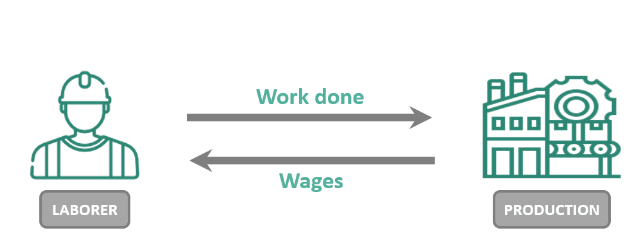 Work done
Wages
LABORER
PRODUCTION